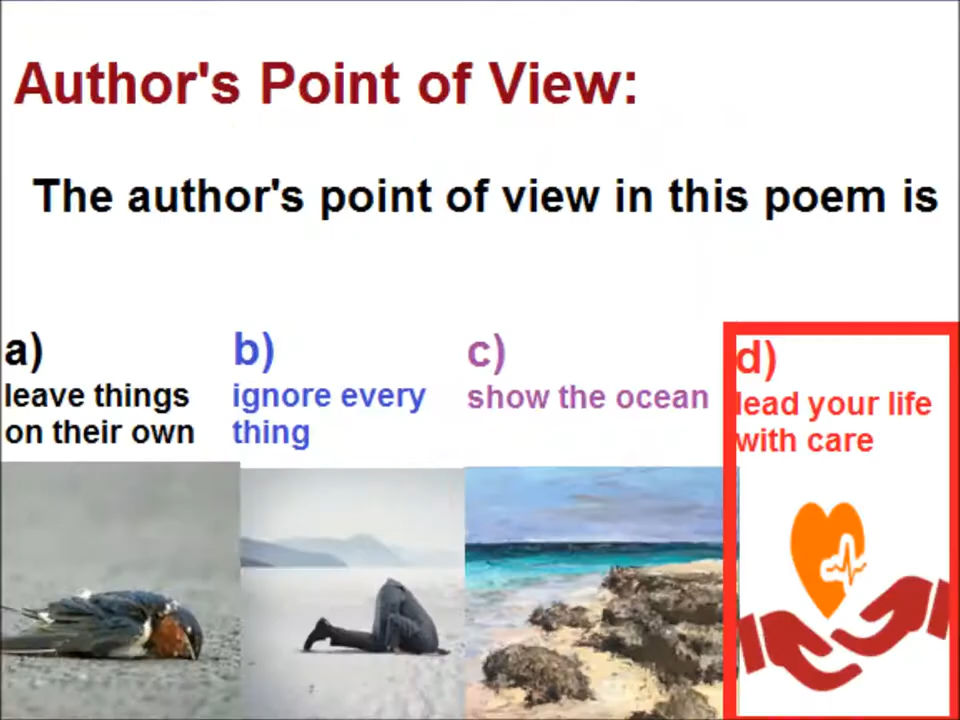 Author's Point of View:
The author's point of view in this poem is
a)
leave things
on their own
b)
ignore every
thing
c)
show the ocean
d)
lead your life
with care